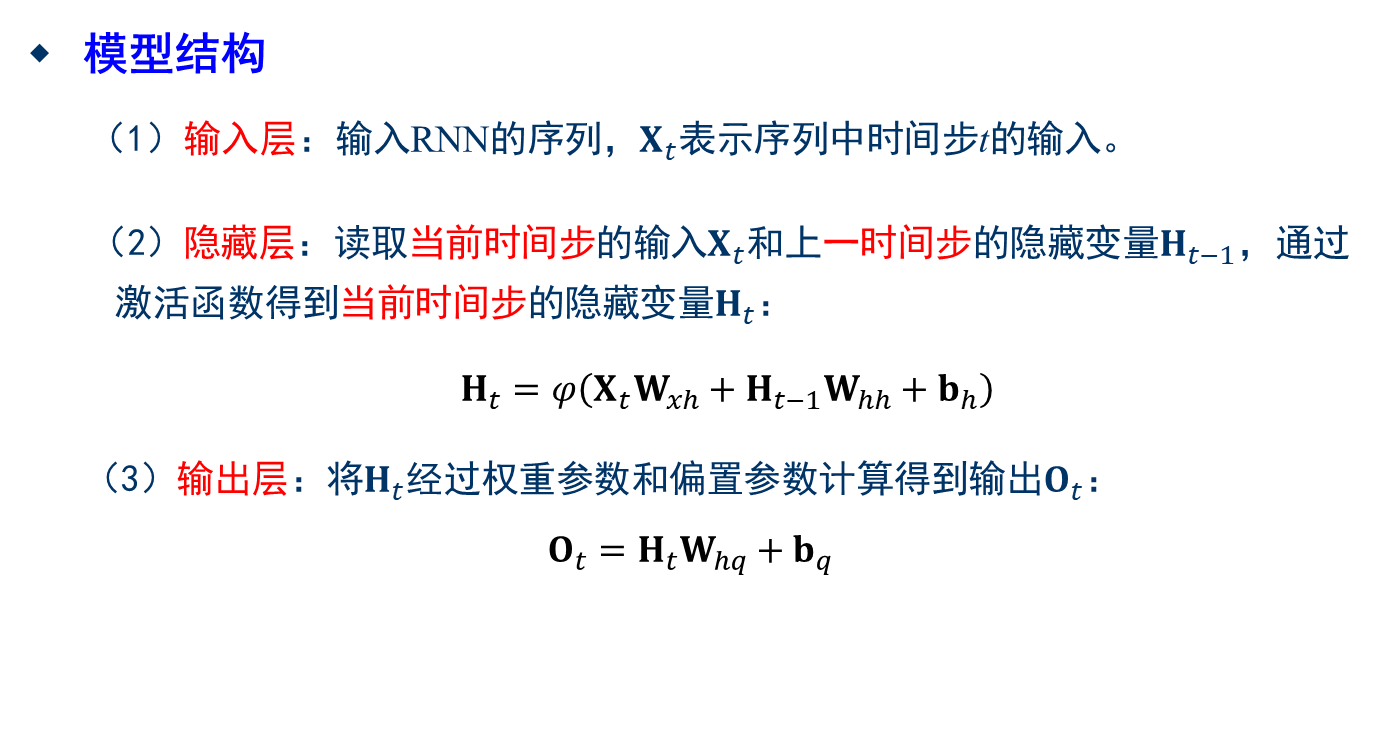 ◆ 模型结构
（1）输入层：输入RNN的序列，𝐗𝑡表示序列中时间步t的输入。
（2）隐藏层：读取当前时间步的输入𝐗𝑡和上一时间步的隐藏变量𝐇𝑡−1，通过
激活函数得到当前时间步的隐藏变量𝐇𝑡：
𝐇𝑡 = 𝜑(𝐗𝑡𝐖𝑥ℎ + 𝐇𝑡−1𝐖ℎℎ + 𝐛ℎ)
（3）输出层：将𝐇𝑡经过权重参数和偏置参数计算得到输出𝐎𝑡：
𝐎𝑡 = 𝐇𝑡𝐖ℎ𝑞 + 𝐛𝑞